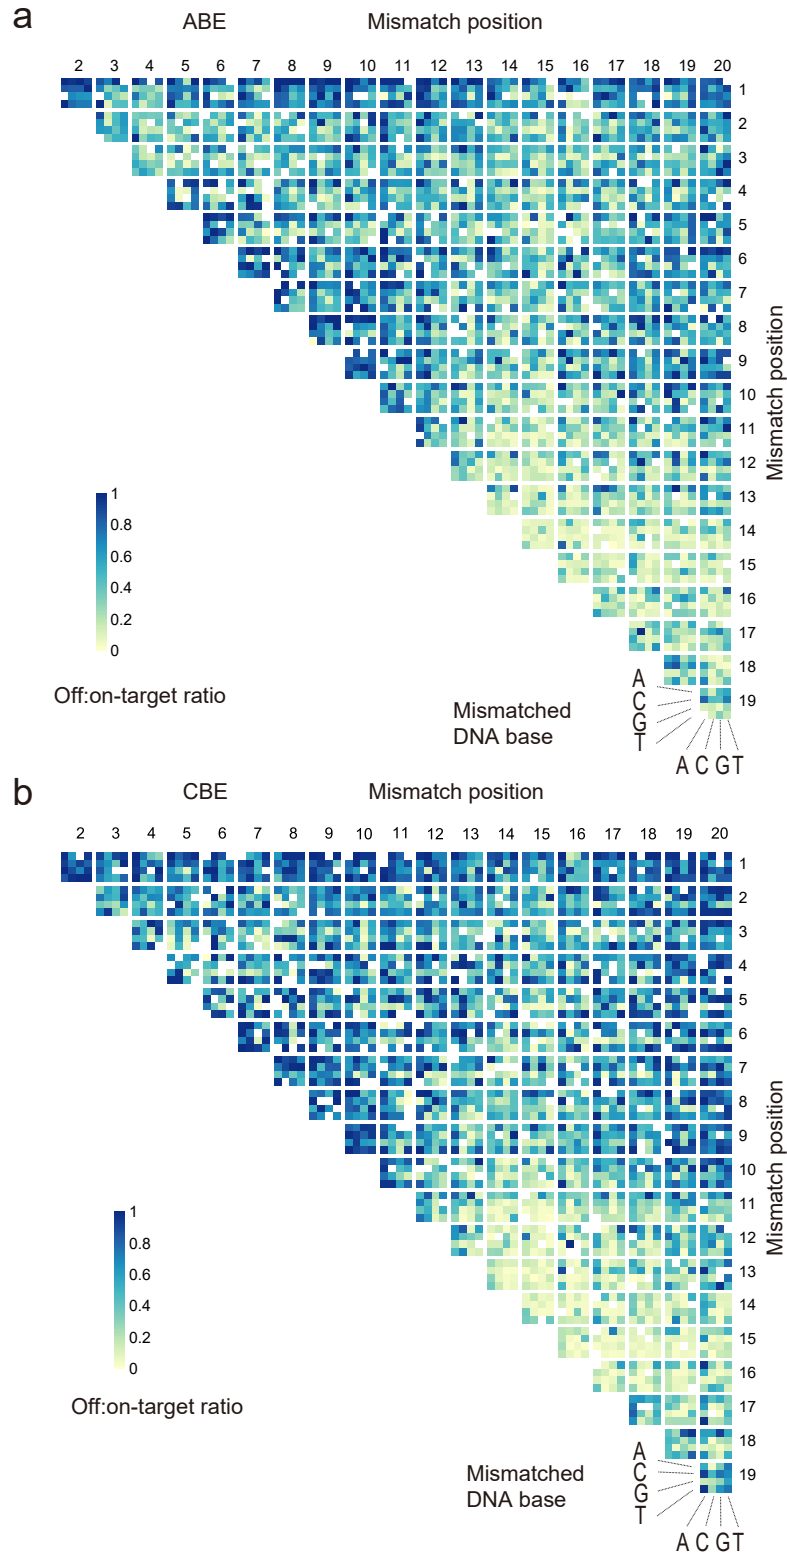 a
ABE
Mismatch position
2 3 4 5 6 7 8 9 10 11 12 13 14 15 16 17 18 19 20
1
2
3
4
5
6
7
8
9
10
11
12
13
14
15
16
17
18
19
Mismatch position
1
0.8
0.6
0.4
0.2
0
Off:on-target ratio
Mismatched
DNA base
A
C
G
T
A C G T
b
CBE
Mismatch position
2 3 4 5 6 7 8 9 10 11 12 13 14 15 16 17 18 19 20
1
2
3
4
5
6
7
8
9
10
11
12
13
14
15
16
17
18
19
Mismatch position
1
0.8
0.6
0.4
0.2
0
Off:on-target ratio
Mismatched
DNA base
A
C
G
T
A C G T